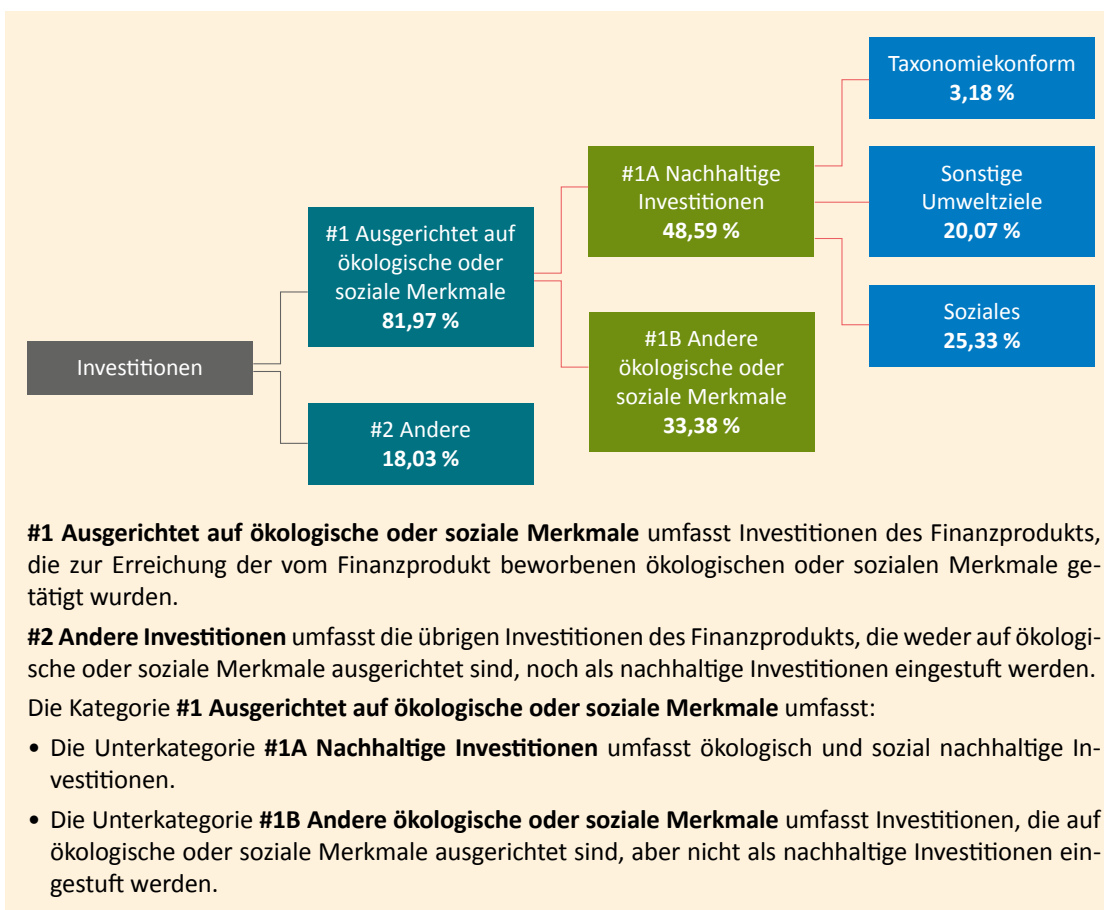 Taxonomiekonform
3,18 %
#1A Nachhaltige
Investitionen
48,59 %
Sonstige
Umweltziele
20,07 %
#1 Ausgerichtet auf
ökologische oder
soziale Merkmale
81,97 %
Soziales
25,33 %
#1B Andere
ökologische oder
soziale Merkmale
33,38 %
Investitionen
#2 Andere
18,03 %
#1 Ausgerichtet auf ökologische oder soziale Merkmale umfasst Investitionen des Finanzprodukts,
die zur Erreichung der vom Finanzprodukt beworbenen ökologischen oder sozialen Merkmale ge-
tätigt wurden.
#2 Andere Investitionen umfasst die übrigen Investitionen des Finanzprodukts, die weder auf ökologi-
sche oder soziale Merkmale ausgerichtet sind, noch als nachhaltige Investitionen eingestuft werden.
Die Kategorie #1 Ausgerichtet auf ökologische oder soziale Merkmale umfasst:
• Die Unterkategorie #1A Nachhaltige Investitionen umfasst ökologisch und sozial nachhaltige In-
vestitionen.
• Die Unterkategorie #1B Andere ökologische oder soziale Merkmale umfasst Investitionen, die auf
ökologische oder soziale Merkmale ausgerichtet sind, aber nicht als nachhaltige Investitionen ein-
gestuft werden.